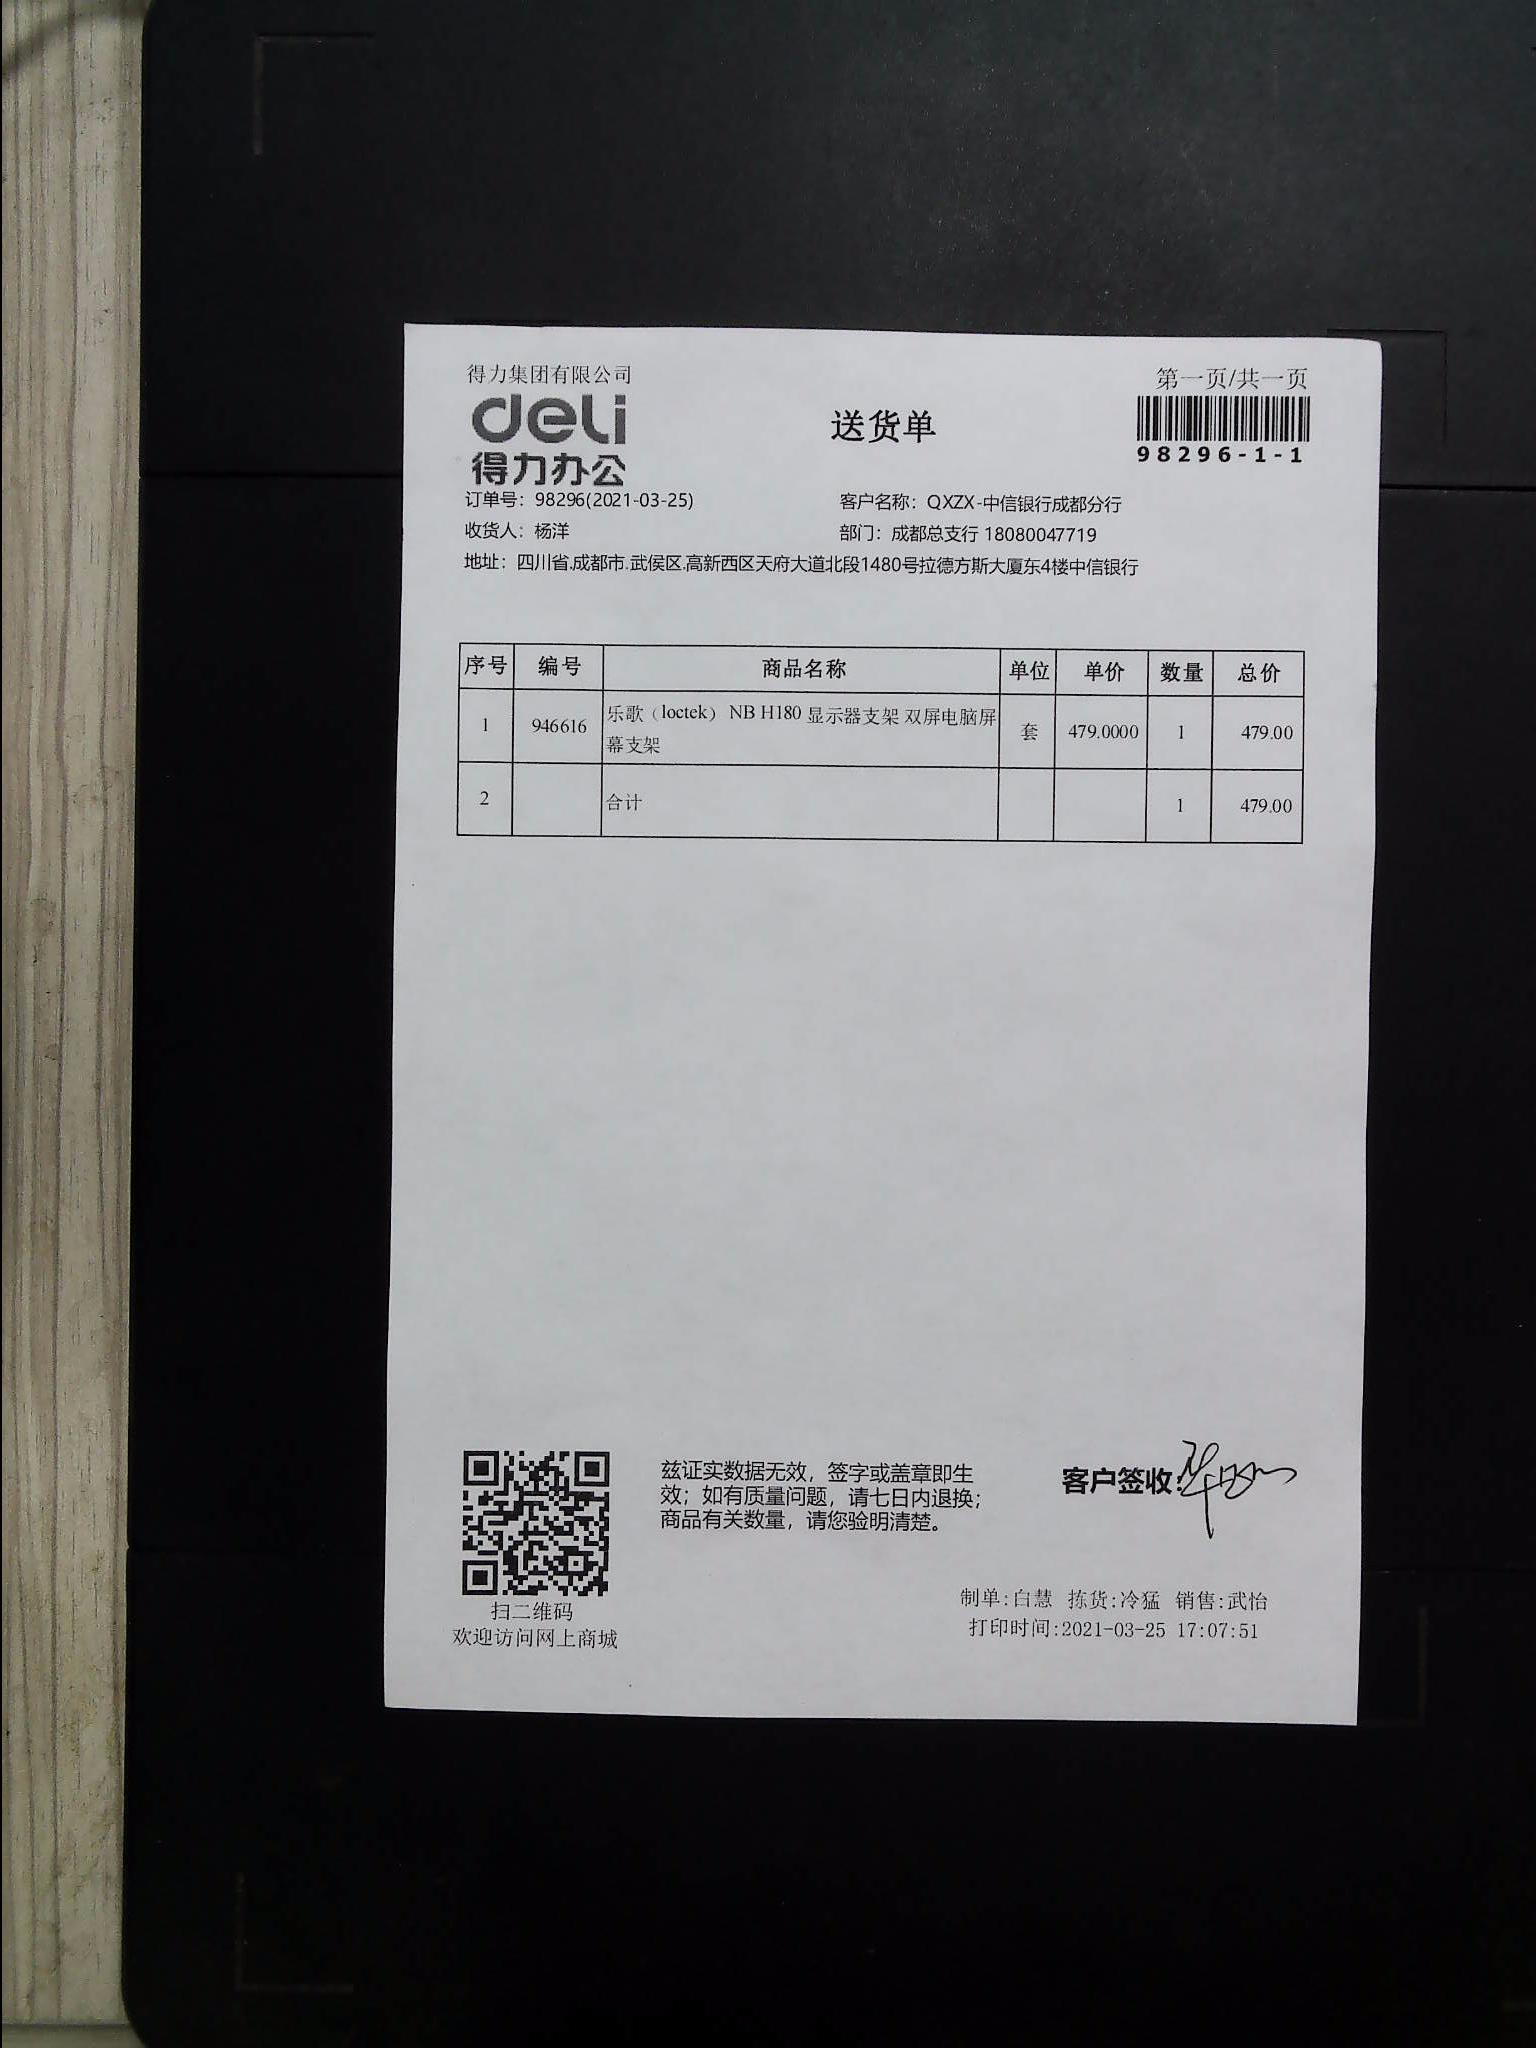 得力集团有限公司
第一页/共一页
deli
得力办公
送货单
98296-1-1
订单号：98296(2021-03-25)
客户名称：QXZX-中信银行成都分行
收货人：杨洋
部门：成都总支行 18080047719
地址：四川省.成都市.武侯区.高新西区天府大道北段1480号拉德方斯大厦东4楼中信银行
序号 编号 商品名称 单位 单价 数量 总价
1 946616 乐歌（loctek） NB H180 显示器支架 双屏电脑屏 套 479.0000 1 479.00
幕支架
2 合计 1 479.00
兹证实数据无效，签字或盖章即生
效；如有质量问题，请七日内退换；
商品有关数量，请您验明清楚。
客户签收:
扫二维码
欢迎访问网上商城
制单:白慧 拣货:冷猛 销售:武怡
打印时间:2021-03-25 17:07:51